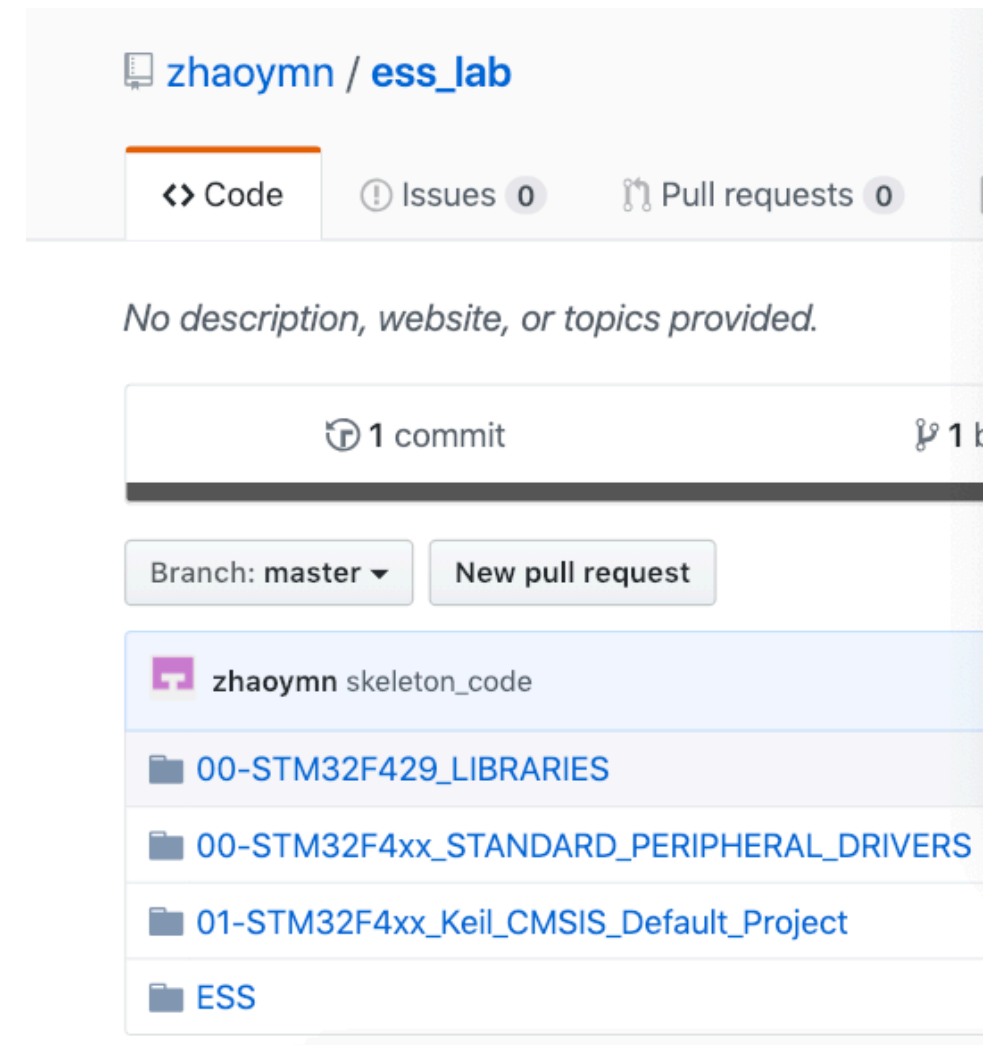 zhaoymn / ess_lab
Code Issues 0 Pull requests 0
No description, website, or topics provided.
1 commit 1
Branch: master New pull request
zhaoymn skeleton_code
00-STM32F429_LIBRARIES
00-STM32F4xx_STANDARD_PERIPHERAL_DRIVERS
01-STM32F4xx_Keil_CMSIS_Default_Project
ESS